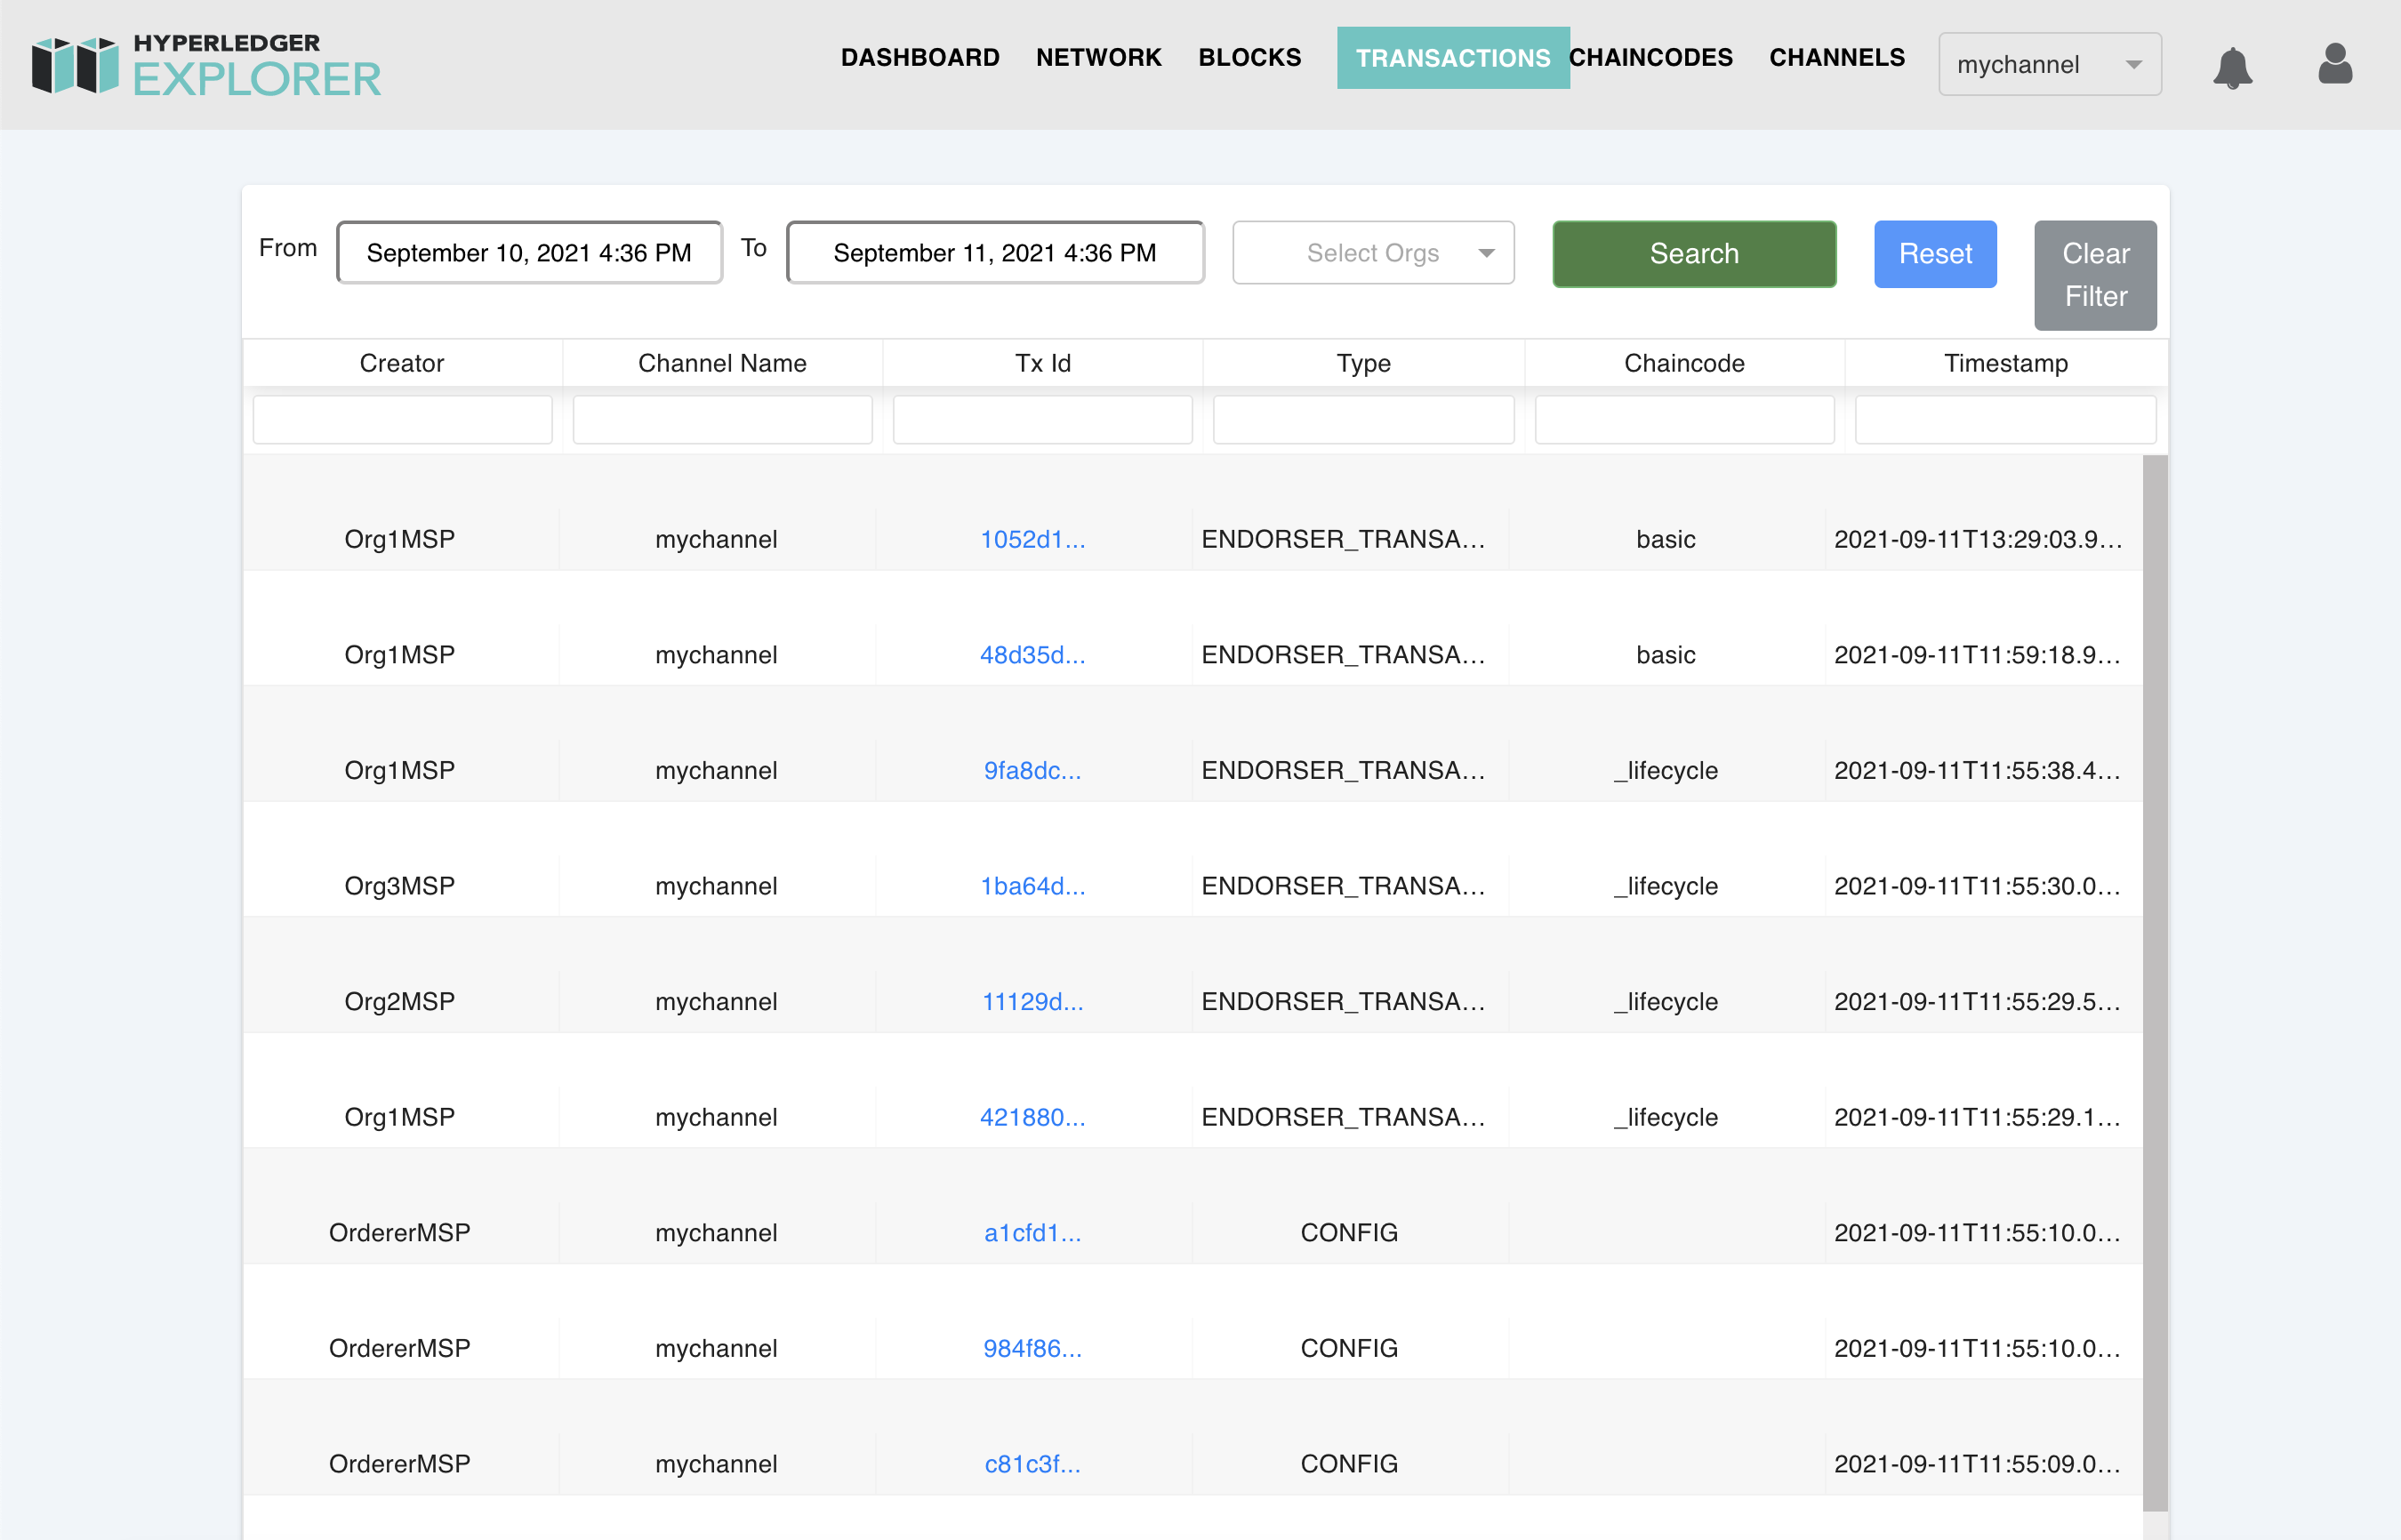 HYPERLEDGER
EXPLORER
DASHBOARD NETWORK BLOCKS TRANSACTIONS CHAINCODES CHANNELS mychannel
From September 10, 2021 4:36 PM To September 11, 2021 4:36 PM Select Orgs Search Reset Clear Filter
Creator Channel Name Tx Id Type Chaincode Timestamp
Org1MSP mychannel 1052d1... ENDORSER_TRANSA... basic 2021-09-11T13:29:03.9...
Org1MSP mychannel 48d35d... ENDORSER_TRANSA... basic 2021-09-11T11:59:18.9...
Org1MSP mychannel 9fa8dc... ENDORSER_TRANSA... _lifecycle 2021-09-11T11:55:38.4...
Org3MSP mychannel 1ba64d... ENDORSER_TRANSA... _lifecycle 2021-09-11T11:55:30.0...
Org2MSP mychannel 11129d... ENDORSER_TRANSA... _lifecycle 2021-09-11T11:55:29.5...
Org1MSP mychannel 421880... ENDORSER_TRANSA... _lifecycle 2021-09-11T11:55:29.1...
OrdererMSP mychannel a1cfd1... CONFIG 2021-09-11T11:55:10.0...
OrdererMSP mychannel 984f86... CONFIG 2021-09-11T11:55:10.0...
OrdererMSP mychannel c81c3f... CONFIG 2021-09-11T11:55:09.0...